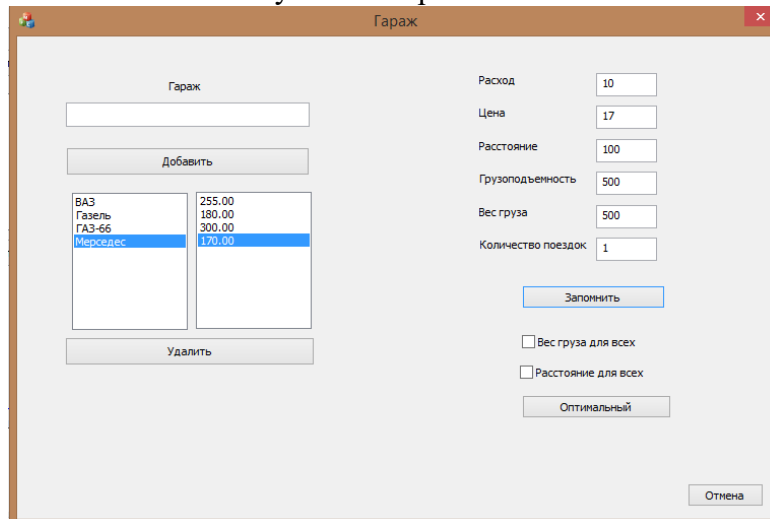 Гараж
Гараж
Добавить
ВАЗ 255.00
Газель 180.00
ГАЗ-66 300.00
Мерседес 170.00
Удалить
Расход 10
Цена 17
Расстояние 100
Грузоподъемность 500
Вес груза 500
Количество поездок 1
Запомнить
Вес груза для всех
Расстояние для всех
Оптимальный
Отмена